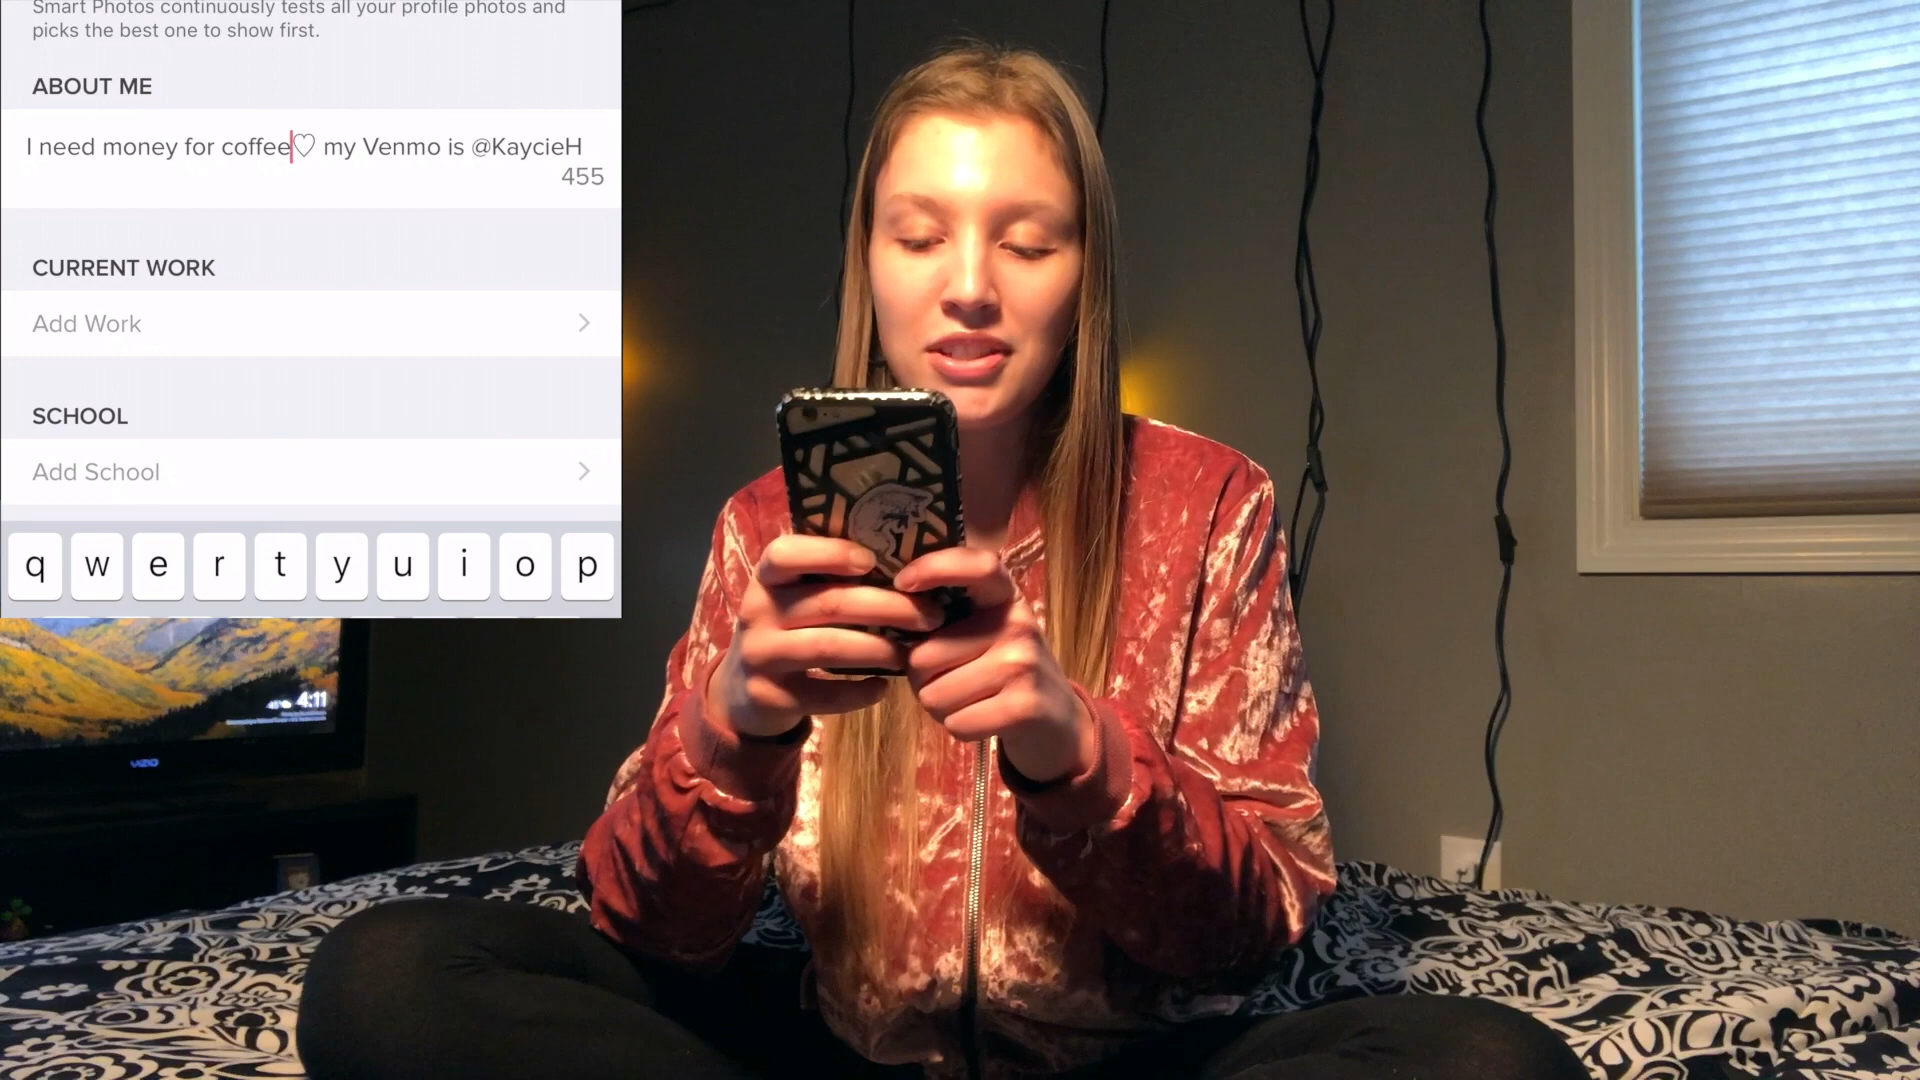 Smart Photos continuously tests all your profile photos and
picks the best one to show first.
ABOUT ME
I need money for coffee♡ my Venmo is @KaycieH
455
CURRENT WORK
Add Work
SCHOOL
Add School
q w e r t y u i o p
4:11
VIZIO